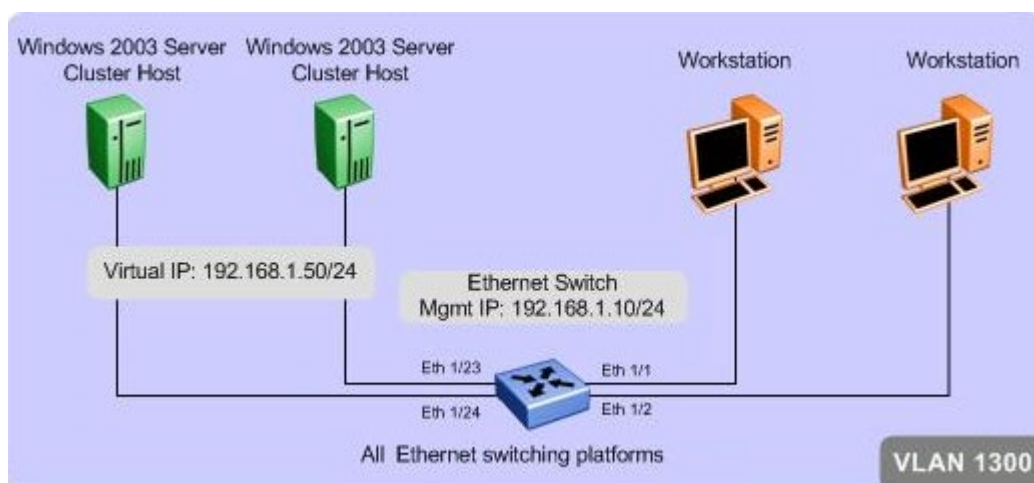 Windows 2003 Server
Cluster Host
Windows 2003 Server
Cluster Host
Workstation
Workstation
Virtual IP: 192.168.1.50/24
Ethernet Switch
Mgmt IP: 192.168.1.10/24
Eth 1/23
Eth 1/1
Eth 1/24
Eth 1/2
All Ethernet switching platforms
VLAN 1300